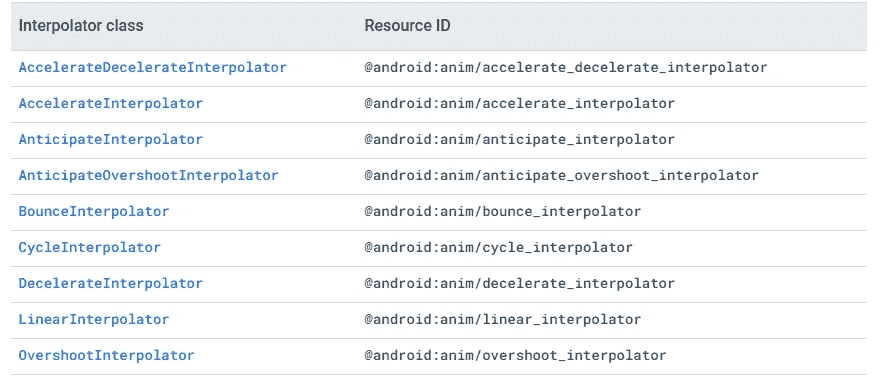 Interpolator class Resource ID
AccelerateDecelerateInterpolator @android:anim/accelerate_decelerate_interpolator
AccelerateInterpolator @android:anim/accelerate_interpolator
AnticipateInterpolator @android:anim/anticipate_interpolator
AnticipateOvershootInterpolator @android:anim/anticipate_overshoot_interpolator
BounceInterpolator @android:anim/bounce_interpolator
CycleInterpolator @android:anim/cycle_interpolator
DecelerateInterpolator @android:anim/decelerate_interpolator
LinearInterpolator @android:anim/linear_interpolator
OvershootInterpolator @android:anim/overshoot_interpolator